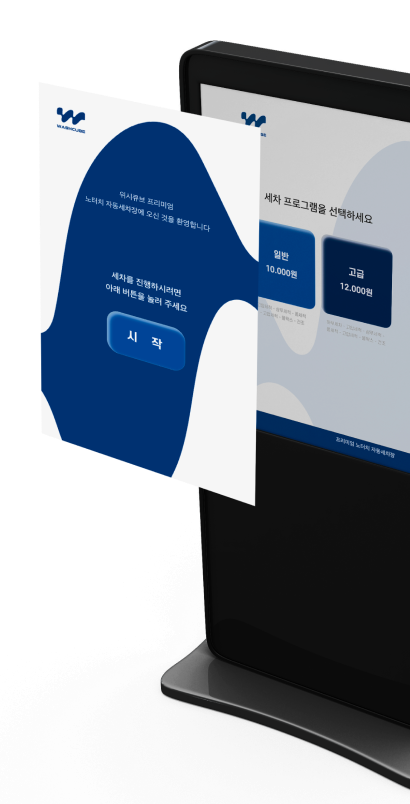 WASHCUBE
워시큐브 프리미엄
노터치 자동세차장에 오신 것을 환영합니다
세차를 진행하시려면
아래 버튼을 눌러 주세요
시 작
세차 프로그램을 선택하세요
일반
10.000원
고급
12.000원
프리미엄 노터치 자동세차장